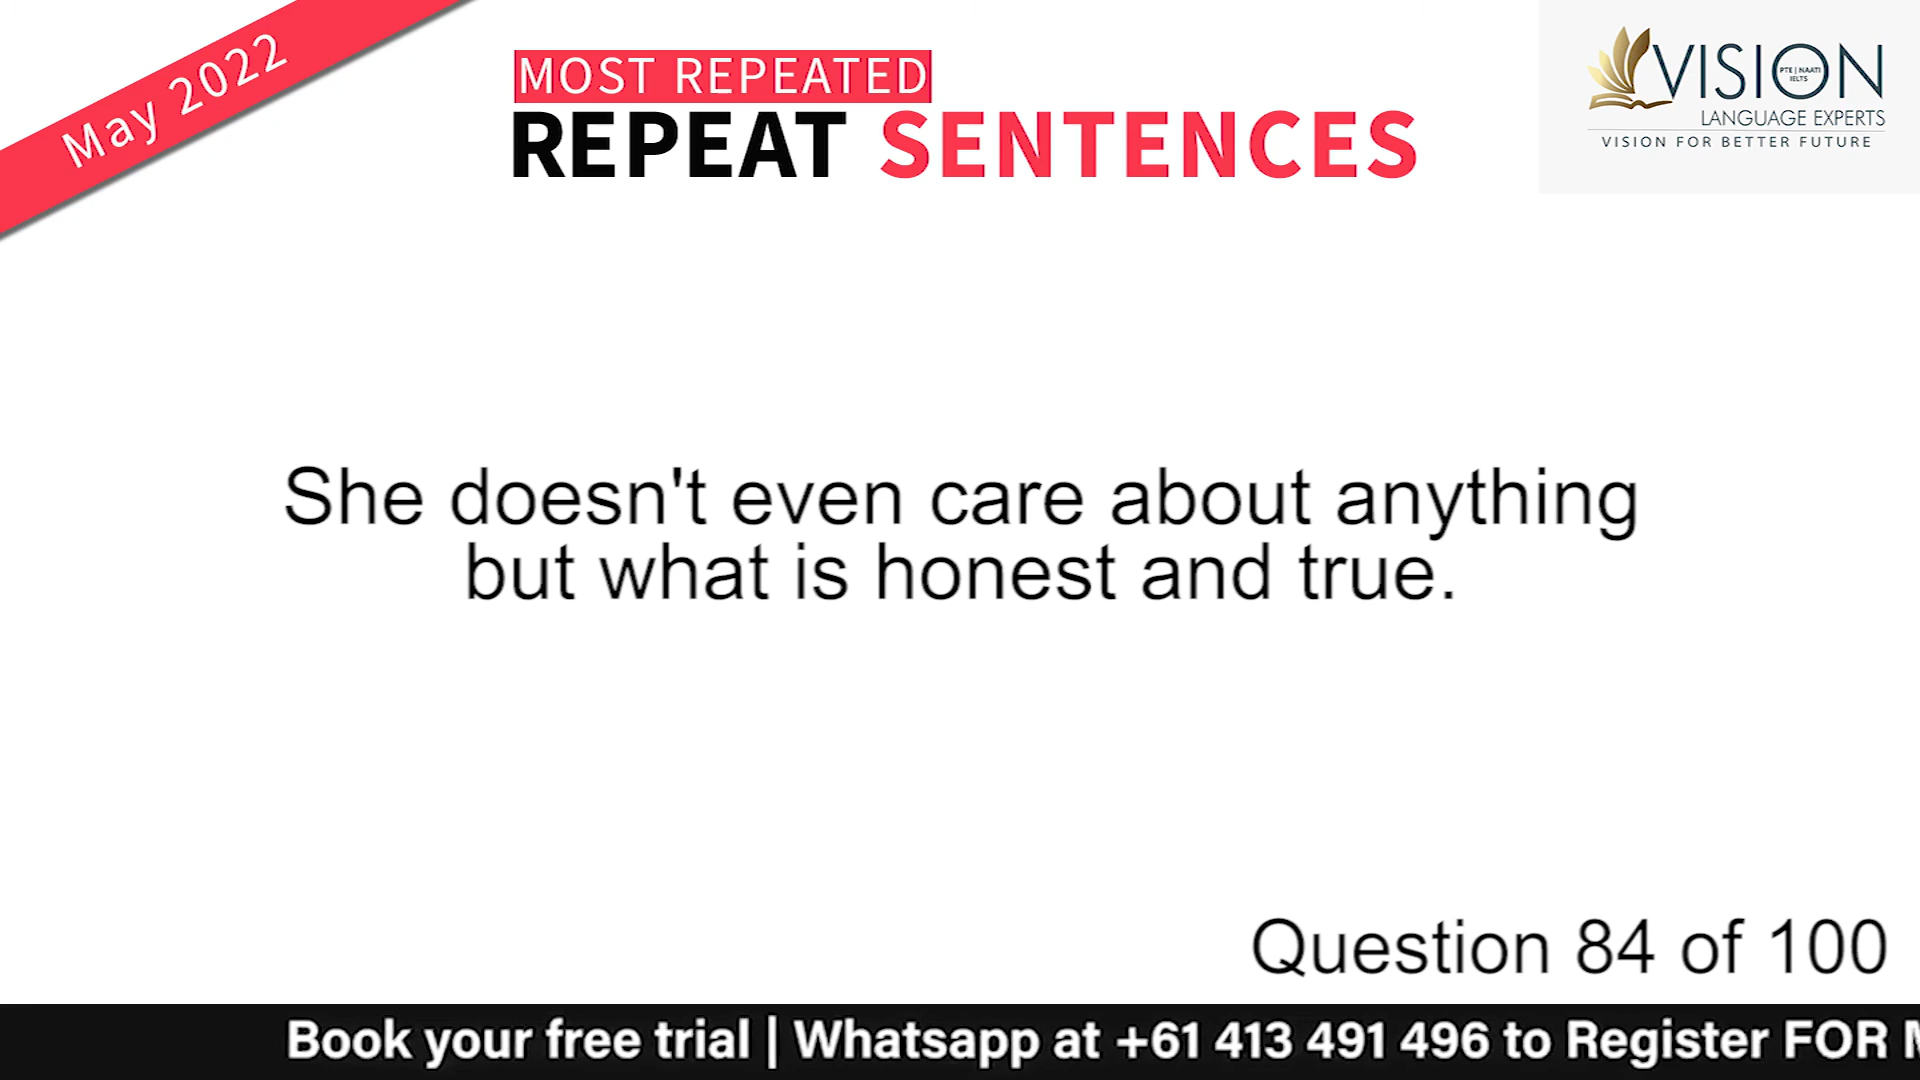 May 2022
MOST REPEATED
REPEAT SENTENCES
VISION
PTE | NAATI
IELTS
LANGUAGE EXPERTS
VISION FOR BETTER FUTURE
She doesn't even care about anything
but what is honest and true.
Question 84 of 100
Book your free trial | Whatsapp at +61 413 491 496 to Register FOR